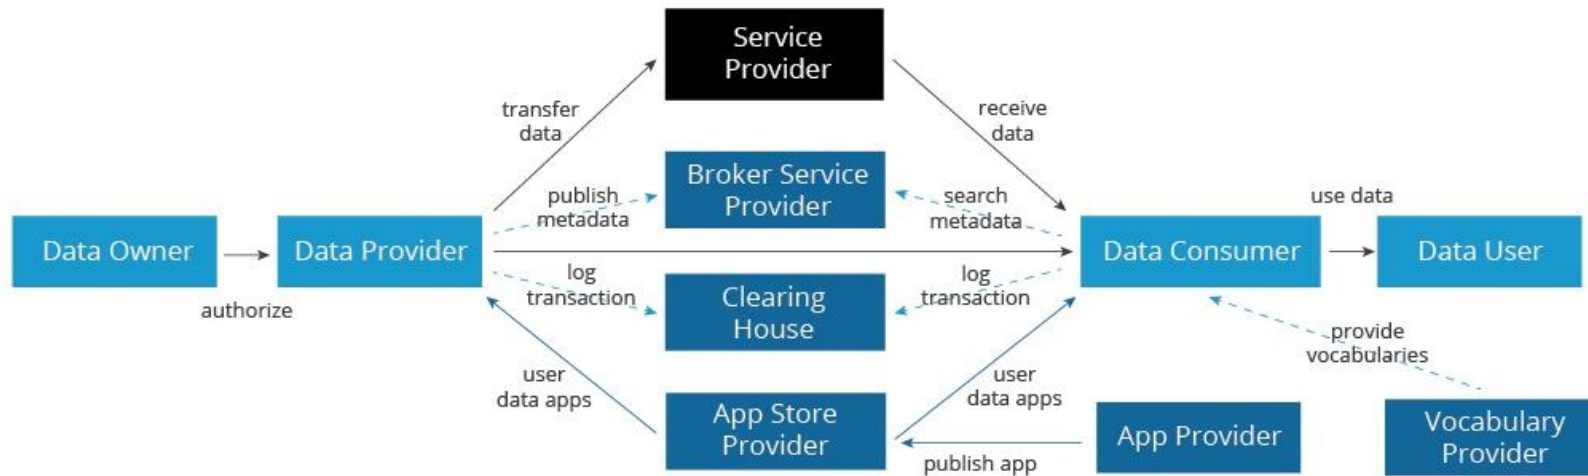 Service
Provider
transfer
data
receive
data
Broker Service
Provider
publish
metadata
search
metadata
use data
Data Owner
Data Provider
Data Consumer
Data User
authorize
log
transaction
log
transaction
Clearing
House
provide
vocabularies
user
data apps
user
data apps
App Store
Provider
publish app
App Provider
Vocabulary
Provider